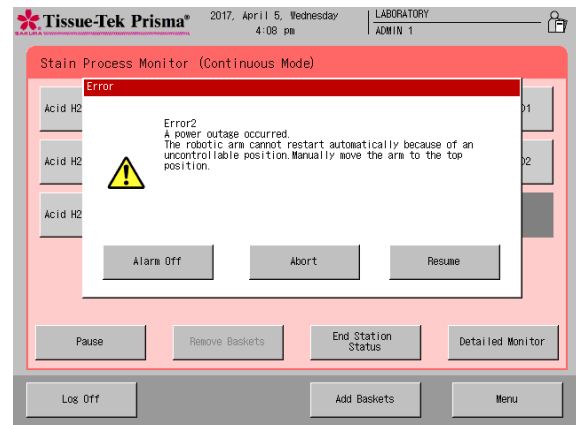 Tissue-Tek Prisma®
SAKURA
2017, April 5, Wednesday
4:08 pm
LABORATORY
ADMIN 1
Stain Process Monitor (Continuous Mode)
Error
Acid H2
Error2
A power outage occurred.
The robotic arm cannot restart automatically because of an
uncontrollable position.Manually move the arm to the top
position.
Acid H2
Acid H2
Alarm Off Abort Resume
Pause Remove Baskets End Station
Status Detailed Monitor
Log Off Add Baskets Menu